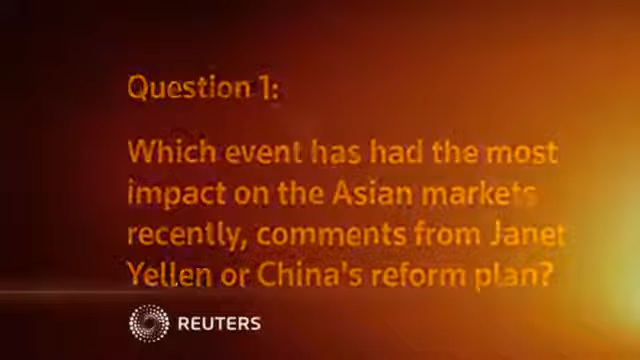 Question 1:
Which event has had the most
impact on the Asian markets
recently, comments from Janet
Yellen or China's reform plan?
REUTERS